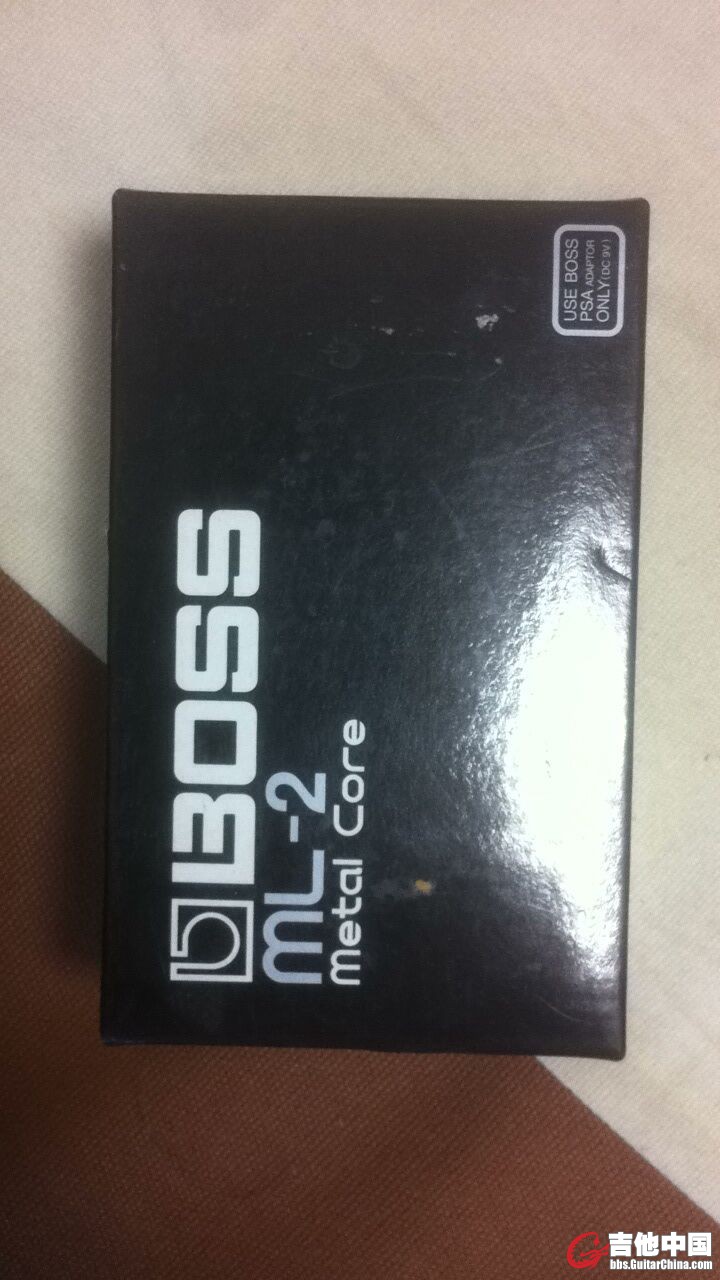 BOSS
ML-2
Metal Core
USE BOSS
PSA ADAPTOR
ONLY (DC 9V)
吉他中国
bbs.GuitarChina.com